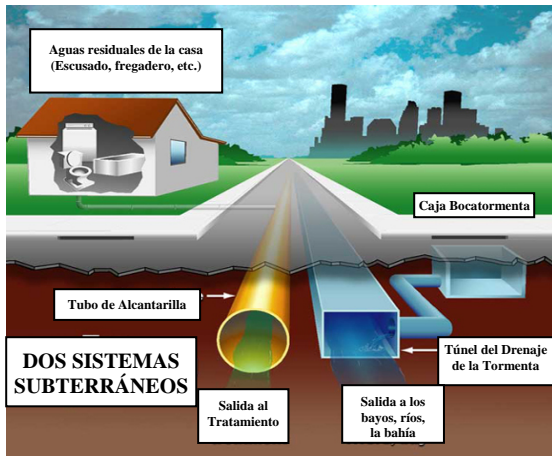 Aguas residuales de la casa
(Escusado, fregadero, etc.)
Caja Bocatormenta
Tubo de Alcantarilla
DOS SISTEMAS
SUBTERRÁNEOS
Túnel del Drenaje
de la Tormenta
Salida al
Tratamiento
Salida a los
bayos, ríos,
la bahía